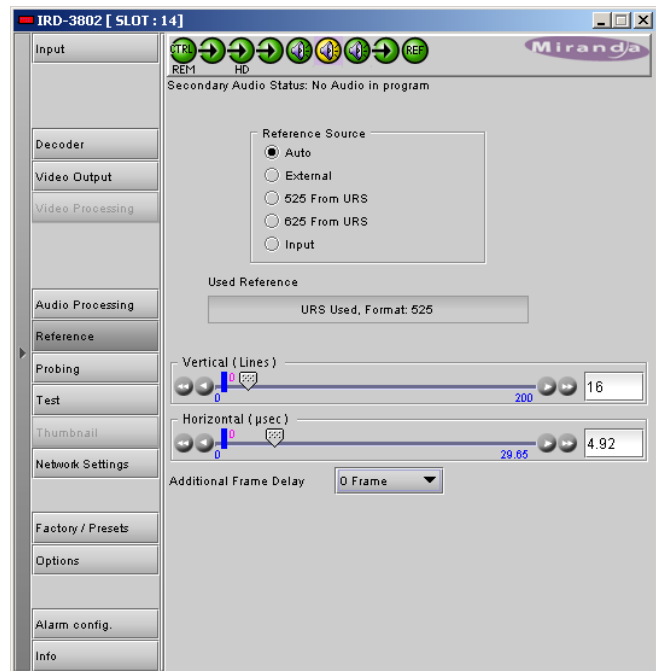 IRD-3802 [ SLOT : 14]
Input
Decoder
Video Output
Video Processing
Audio Processing
Reference
Probing
Test
Thumbnail
Network Settings
Factory / Presets
Options
Alarm config.
Info
CTRL
REF
REM
HD
Miranda
Secondary Audio Status: No Audio in program
Reference Source
Auto
External
525 From URS
625 From URS
Input
Used Reference
URS Used, Format: 525
Vertical ( Lines )
0
0
200
16
Horizontal ( µsec )
0
0
29.65
4.92
Additional Frame Delay
0 Frame